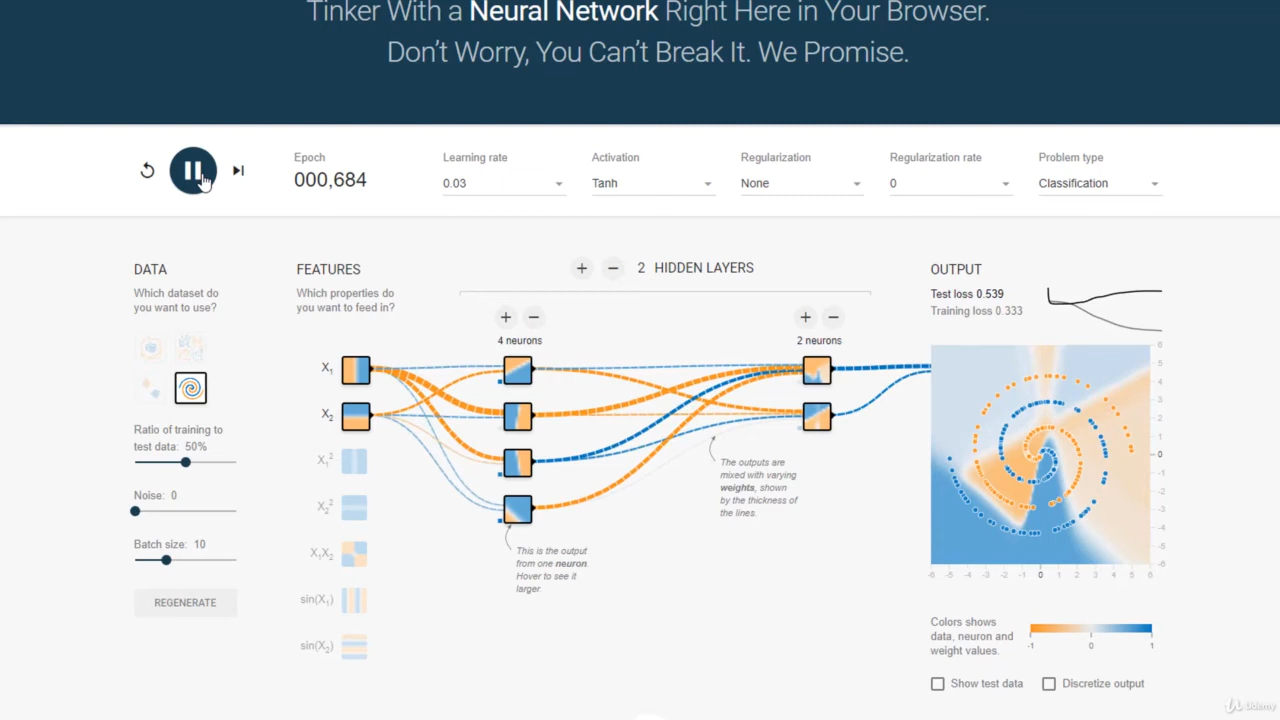 Tinker With a Neural Network Right Here in Your Browser.
Don't Worry, You Can't Break It. We Promise.
Epoch
000,684
Learning rate
0.03
Activation
Tanh
Regularization
None
Regularization rate
0
Problem type
Classification
DATA
Which dataset do
you want to use?
Ratio of training to
test data: 50%
Noise: 0
Batch size: 10
REGENERATE
FEATURES
Which properties do
you want to feed in?
X₁
X₂
X₁²
X₂²
X₁X₂
sin(X₁)
sin(X₂)
+ − 2 HIDDEN LAYERS
+ −
4 neurons
+ −
2 neurons
This is the output
from one neuron.
Hover to see it
larger.
The outputs are
mixed with varying
weights, shown
by the thickness of
the lines.
OUTPUT
Test loss 0.539
Training loss 0.333
6
5
4
3
2
1
0
-1
-2
-3
-4
-5
-6
-6 -5 -4 -3 -2 -1 0 1 2 3 4 5 6
Colors shows
data, neuron and
weight values.
-1 0 1
Show test data
Discretize output
Udemy